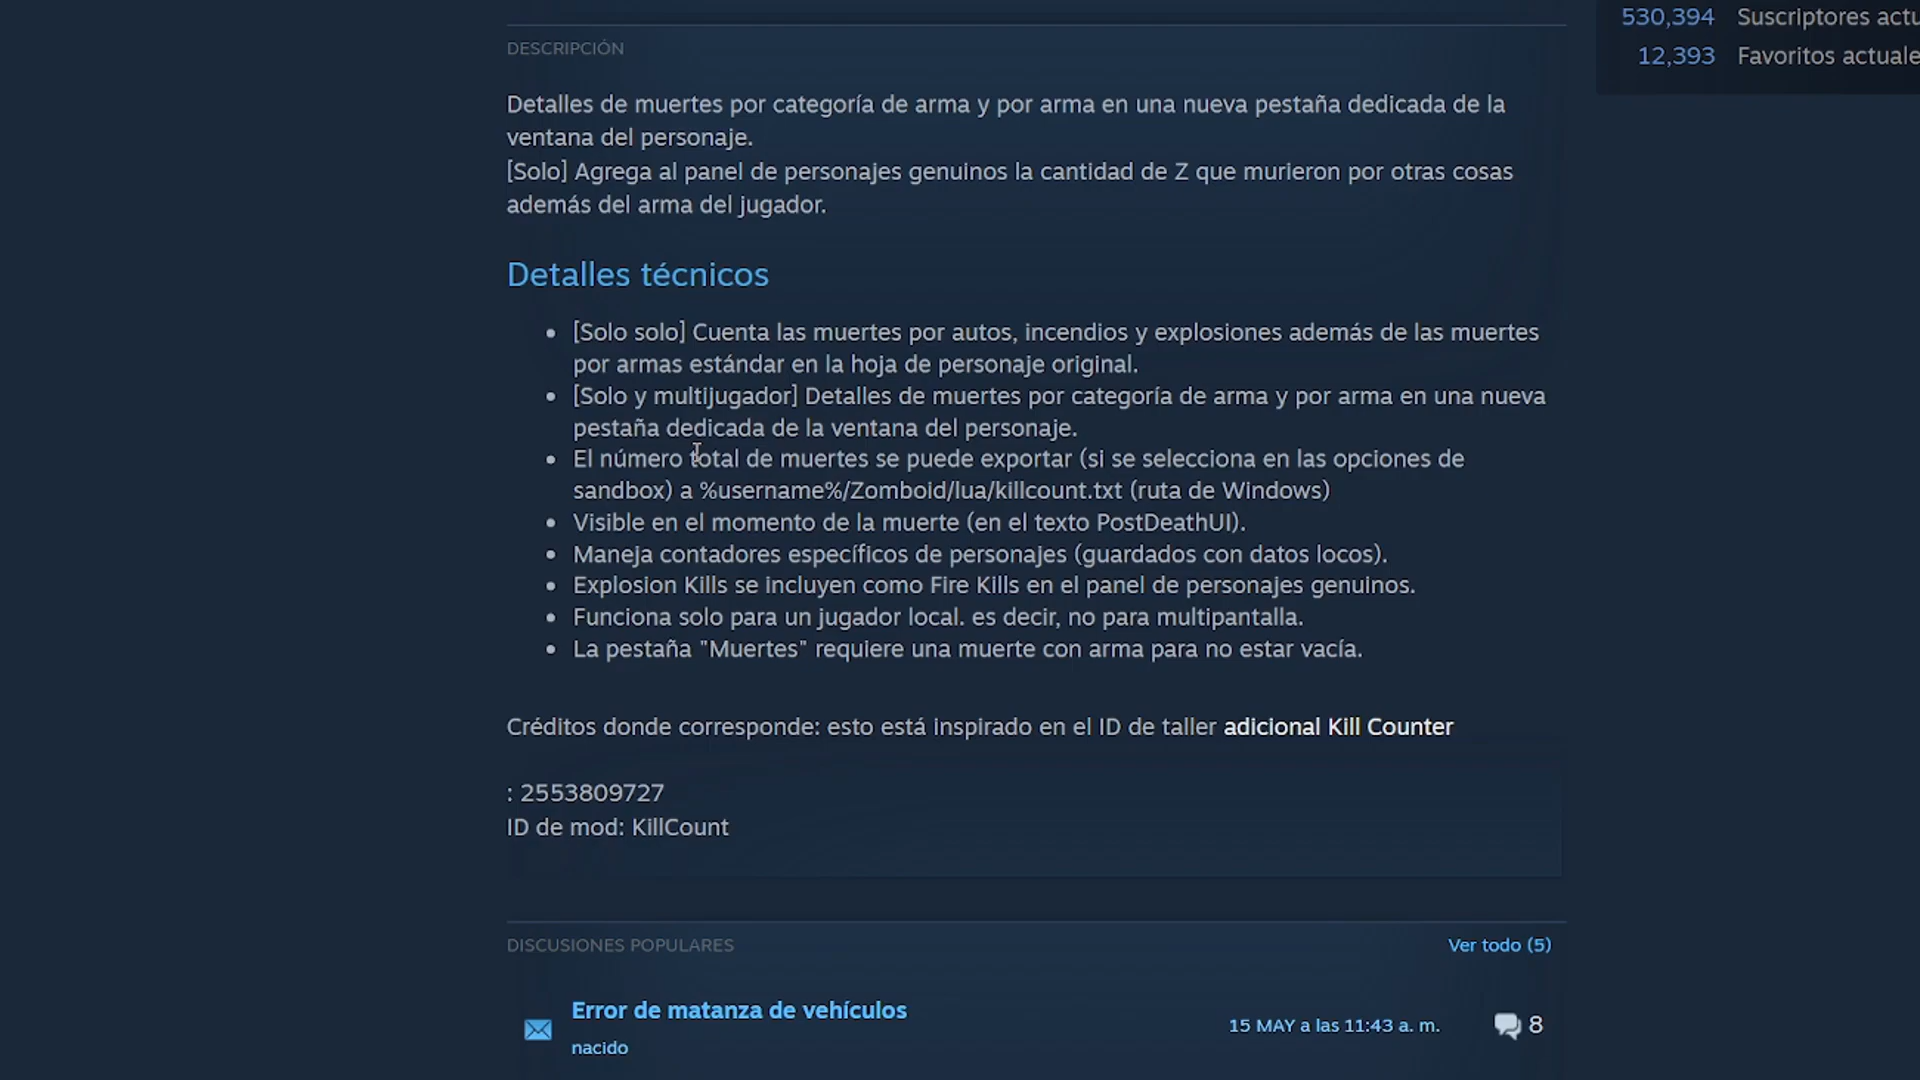 530,394 Suscriptores actu
12,393 Favoritos actuale
DESCRIPCIÓN
Detalles de muertes por categoría de arma y por arma en una nueva pestaña dedicada de la
ventana del personaje.
[Solo] Agrega al panel de personajes genuinos la cantidad de Z que murieron por otras cosas
además del arma del jugador.
Detalles técnicos
[Solo solo] Cuenta las muertes por autos, incendios y explosiones además de las muertes
por armas estándar en la hoja de personaje original.
[Solo y multijugador] Detalles de muertes por categoría de arma y por arma en una nueva
pestaña dedicada de la ventana del personaje.
El número total de muertes se puede exportar (si se selecciona en las opciones de
sandbox) a %username%/Zomboid/lua/killcount.txt (ruta de Windows)
Visible en el momento de la muerte (en el texto PostDeathUI).
Maneja contadores específicos de personajes (guardados con datos locos).
Explosion Kills se incluyen como Fire Kills en el panel de personajes genuinos.
Funciona solo para un jugador local. es decir, no para multipantalla.
La pestaña "Muertes" requiere una muerte con arma para no estar vacía.
Créditos donde corresponde: esto está inspirado en el ID de taller adicional Kill Counter
: 2553809727
ID de mod: KillCount
DISCUSIONES POPULARES Ver todo (5)
Error de matanza de vehículos
15 MAY a las 11:43 a. m. 8
nacido